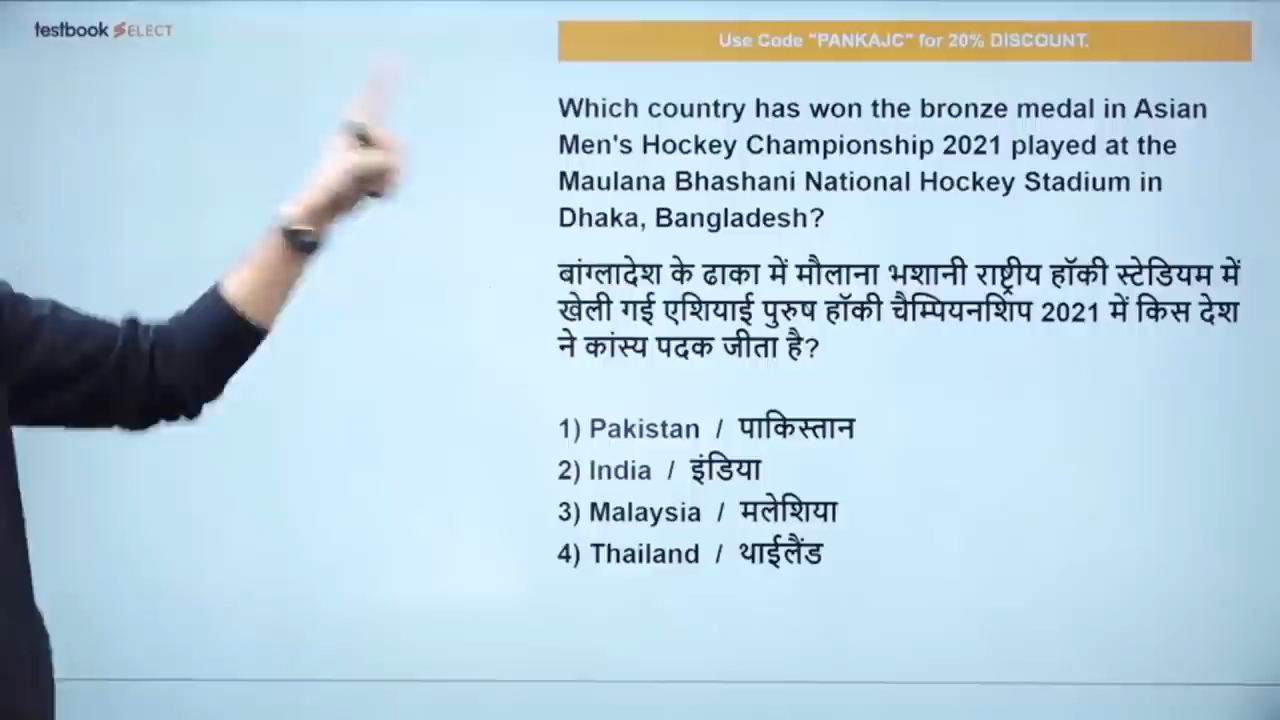 testbook SELECT
Use Code "PANKAJC" for 20% DISCOUNT.
Which country has won the bronze medal in Asian
Men's Hockey Championship 2021 played at the
Maulana Bhashani National Hockey Stadium in
Dhaka, Bangladesh?
बांग्लादेश के ढाका में मौलाना भशानी राष्ट्रीय हॉकी स्टेडियम में
खेली गई एशियाई पुरुष हॉकी चैम्पियनशिप 2021 में किस देश
ने कांस्य पदक जीता है?
1) Pakistan / पाकिस्तान
2) India / इंडिया
3) Malaysia / मलेशिया
4) Thailand / थाईलैंड